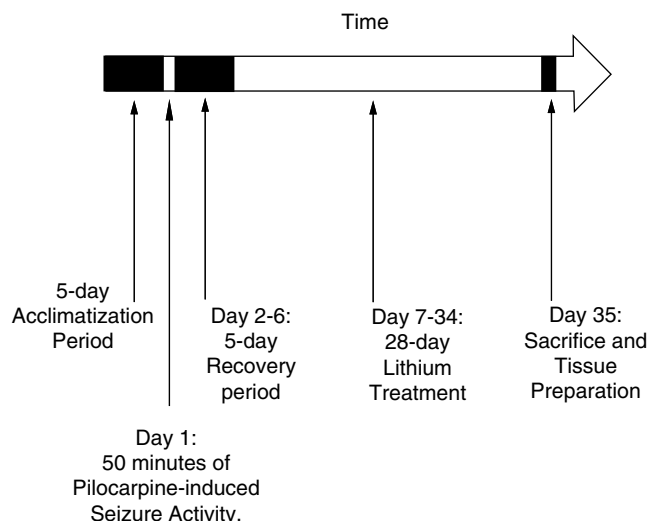 Time
5-day
Acclimatization
Period
Day 1:
50 minutes of
Pilocarpine-induced
Seizure Activity.
Day 2-6:
5-day
Recovery
period
Day 7-34:
28-day
Lithium
Treatment
Day 35:
Sacrifice and
Tissue
Preparation